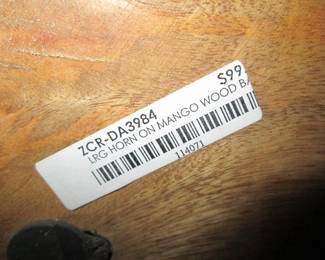 ZCR-DA3984 $99
LRG HORN ON MANGO WOOD BA
114071